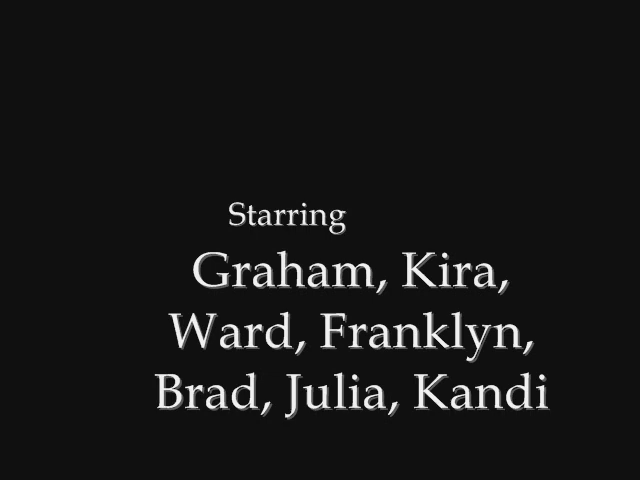 Starring
Graham, Kira,
Ward, Franklyn,
Brad, Julia, Kandi